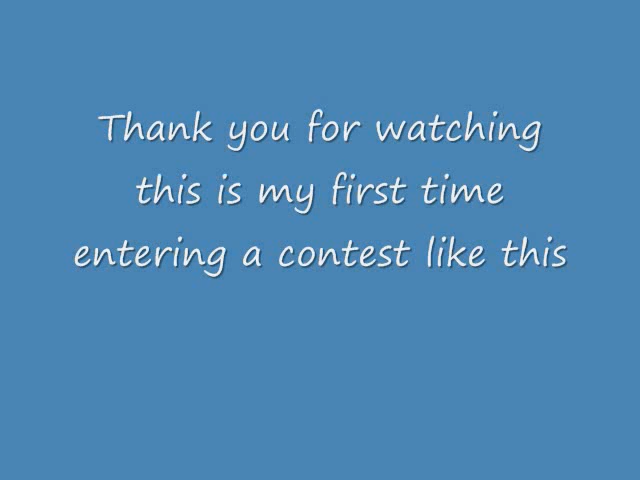 Thank you for watching
this is my first time
entering a contest like this